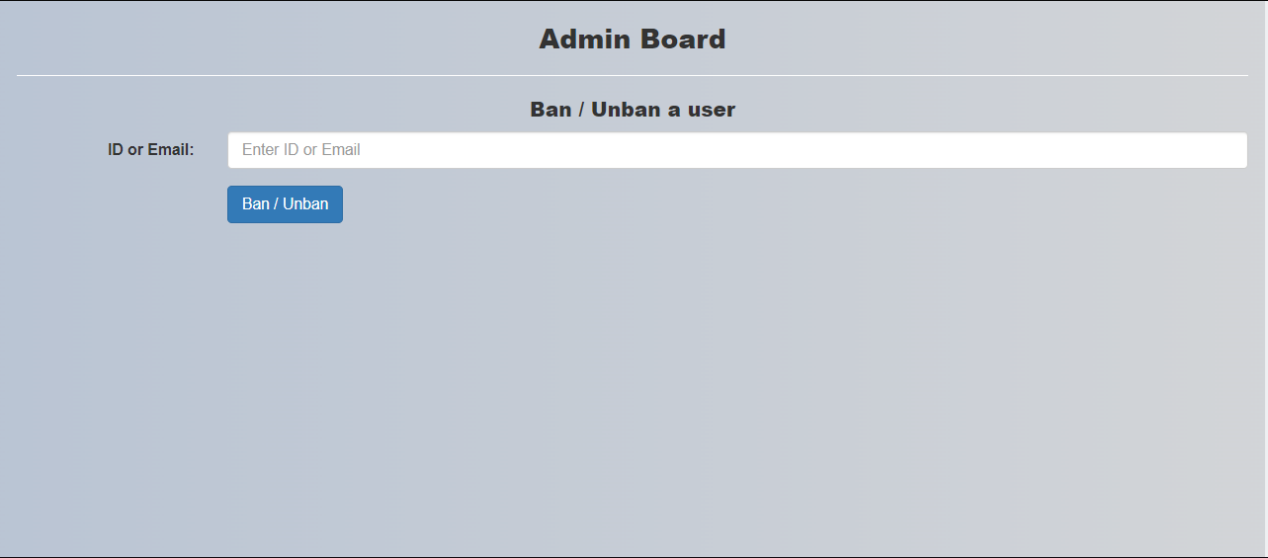 Admin Board
Ban / Unban a user
ID or Email: Enter ID or Email
Ban / Unban